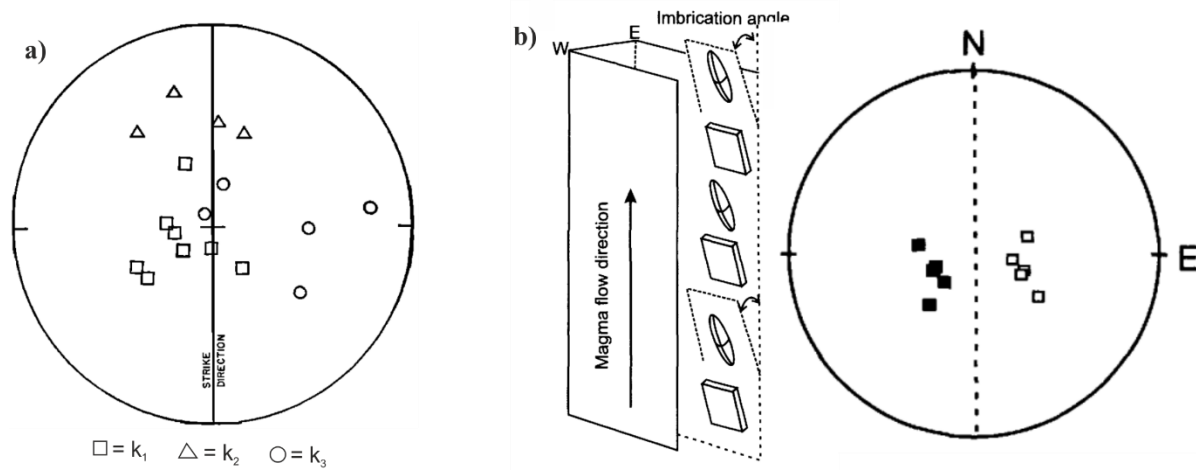 a)
STRIKE
DIRECTION
□ = k₁ △ = k₂ ○ = k₃
b)
Imbrication angle
W
E
Magma flow direction
N
E